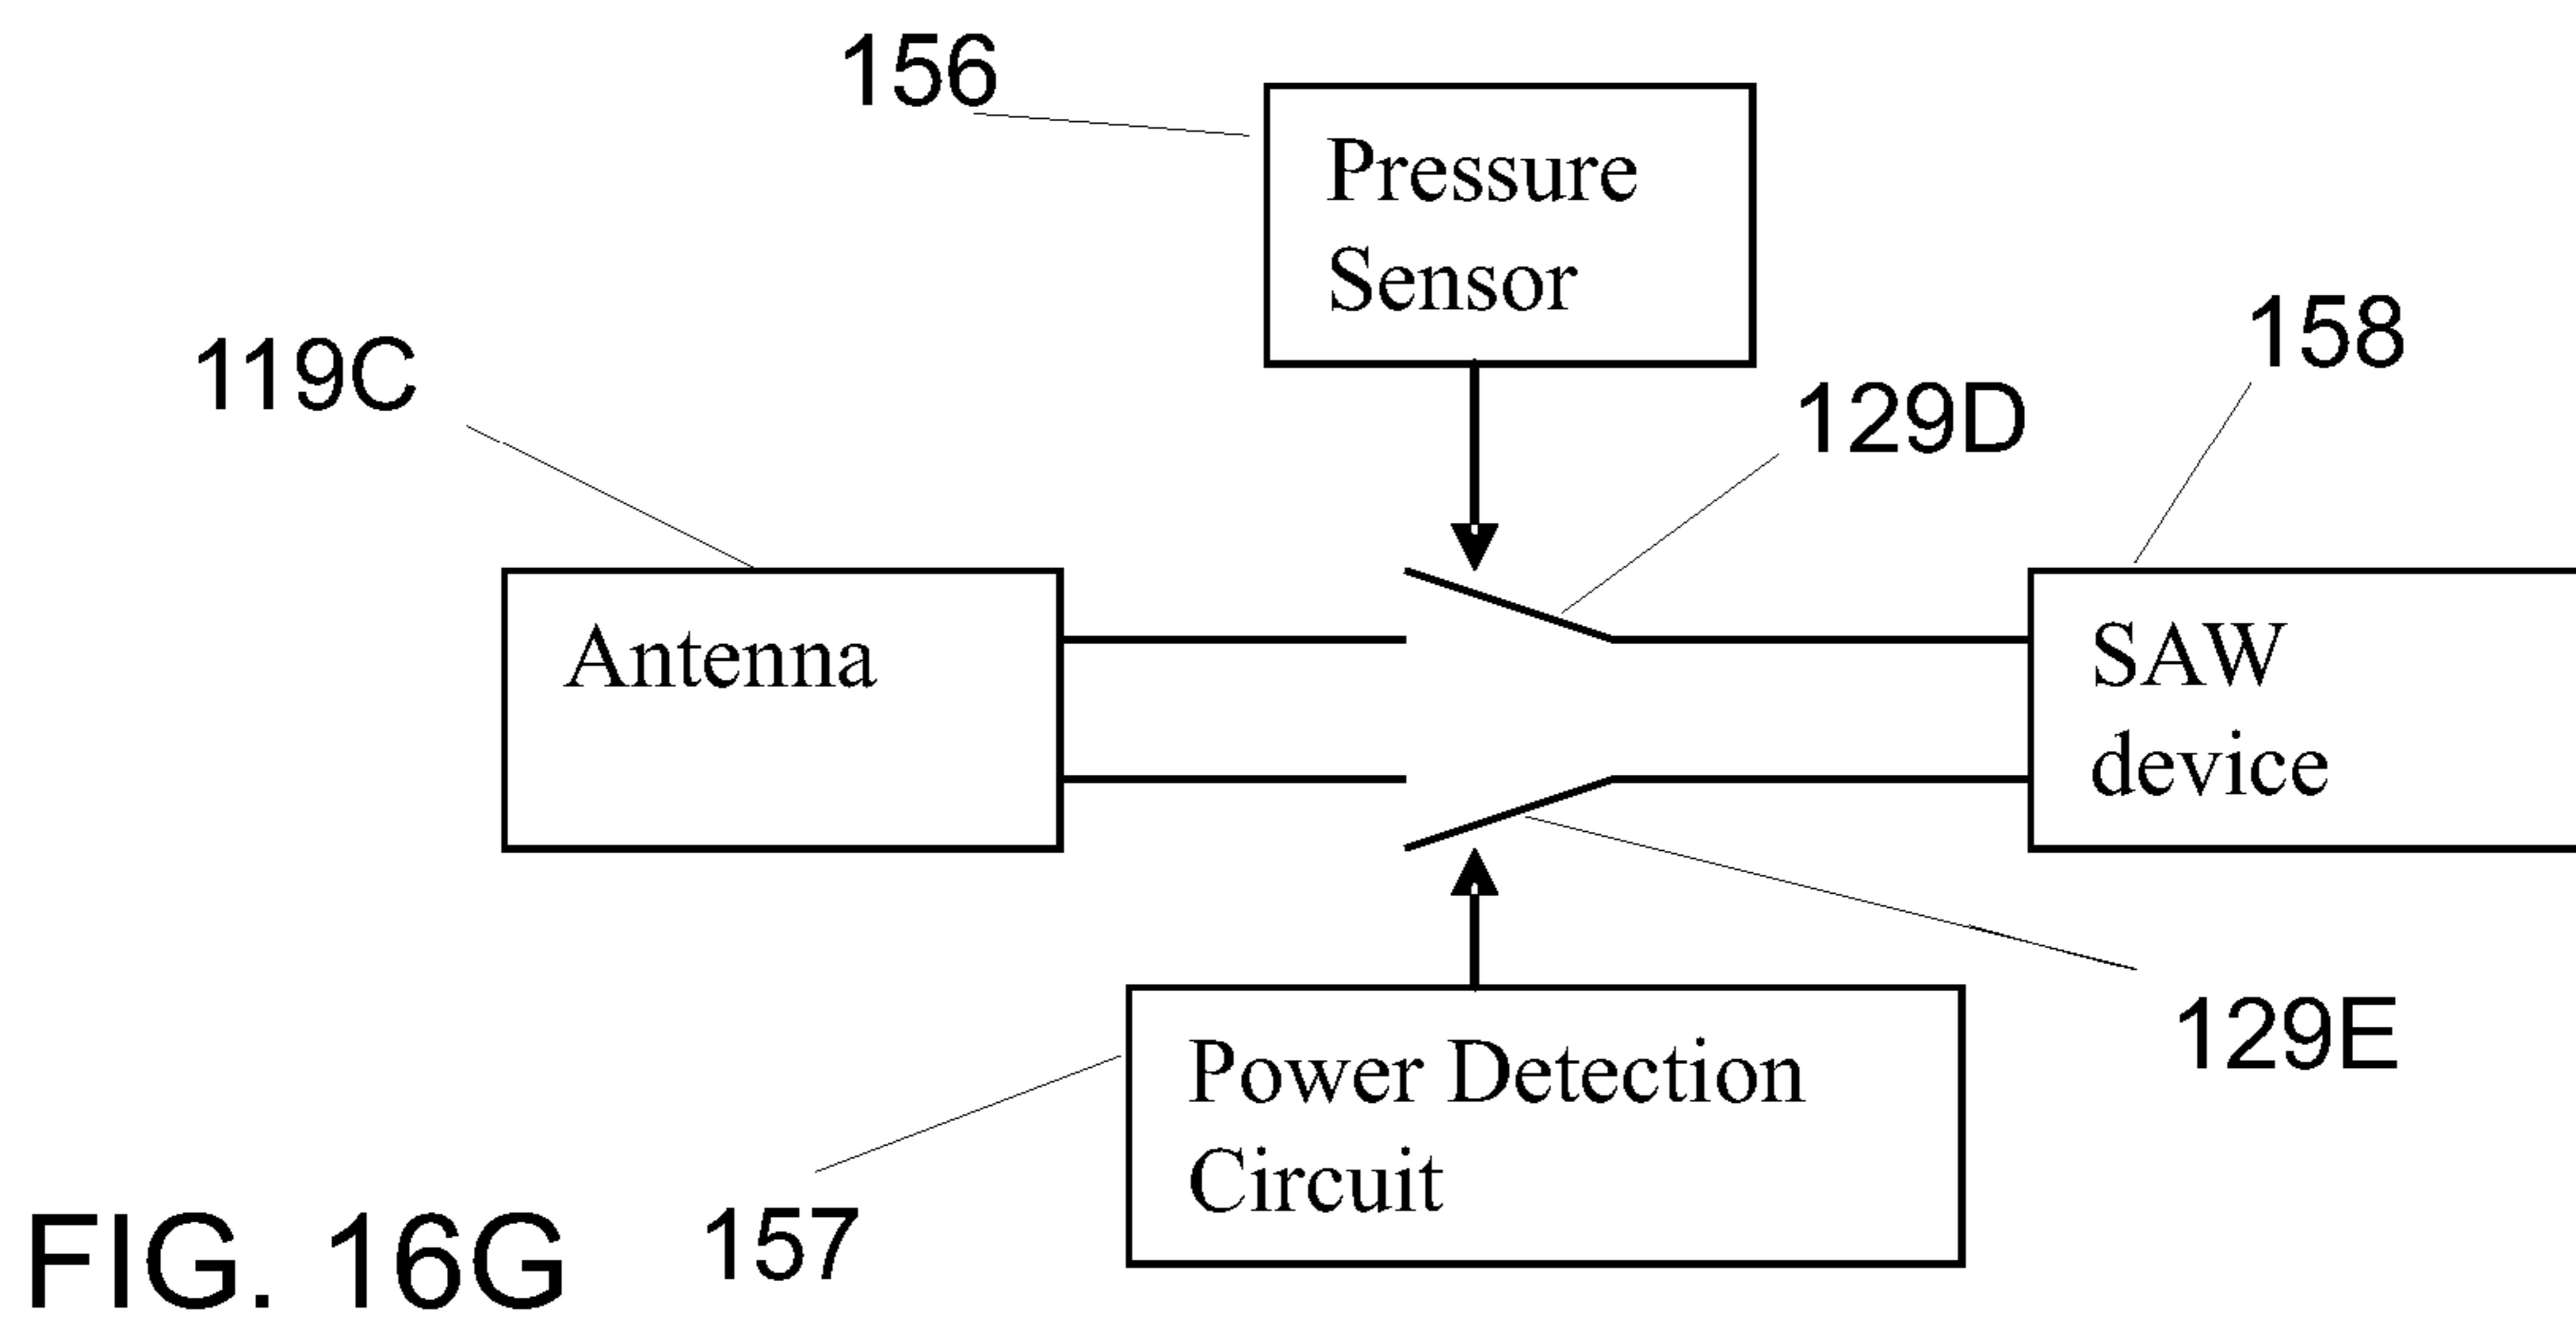 156
Pressure
Sensor
158
119C
129D
Antenna
SAW
device
129E
Power Detection
Circuit
157
FIG. 16G